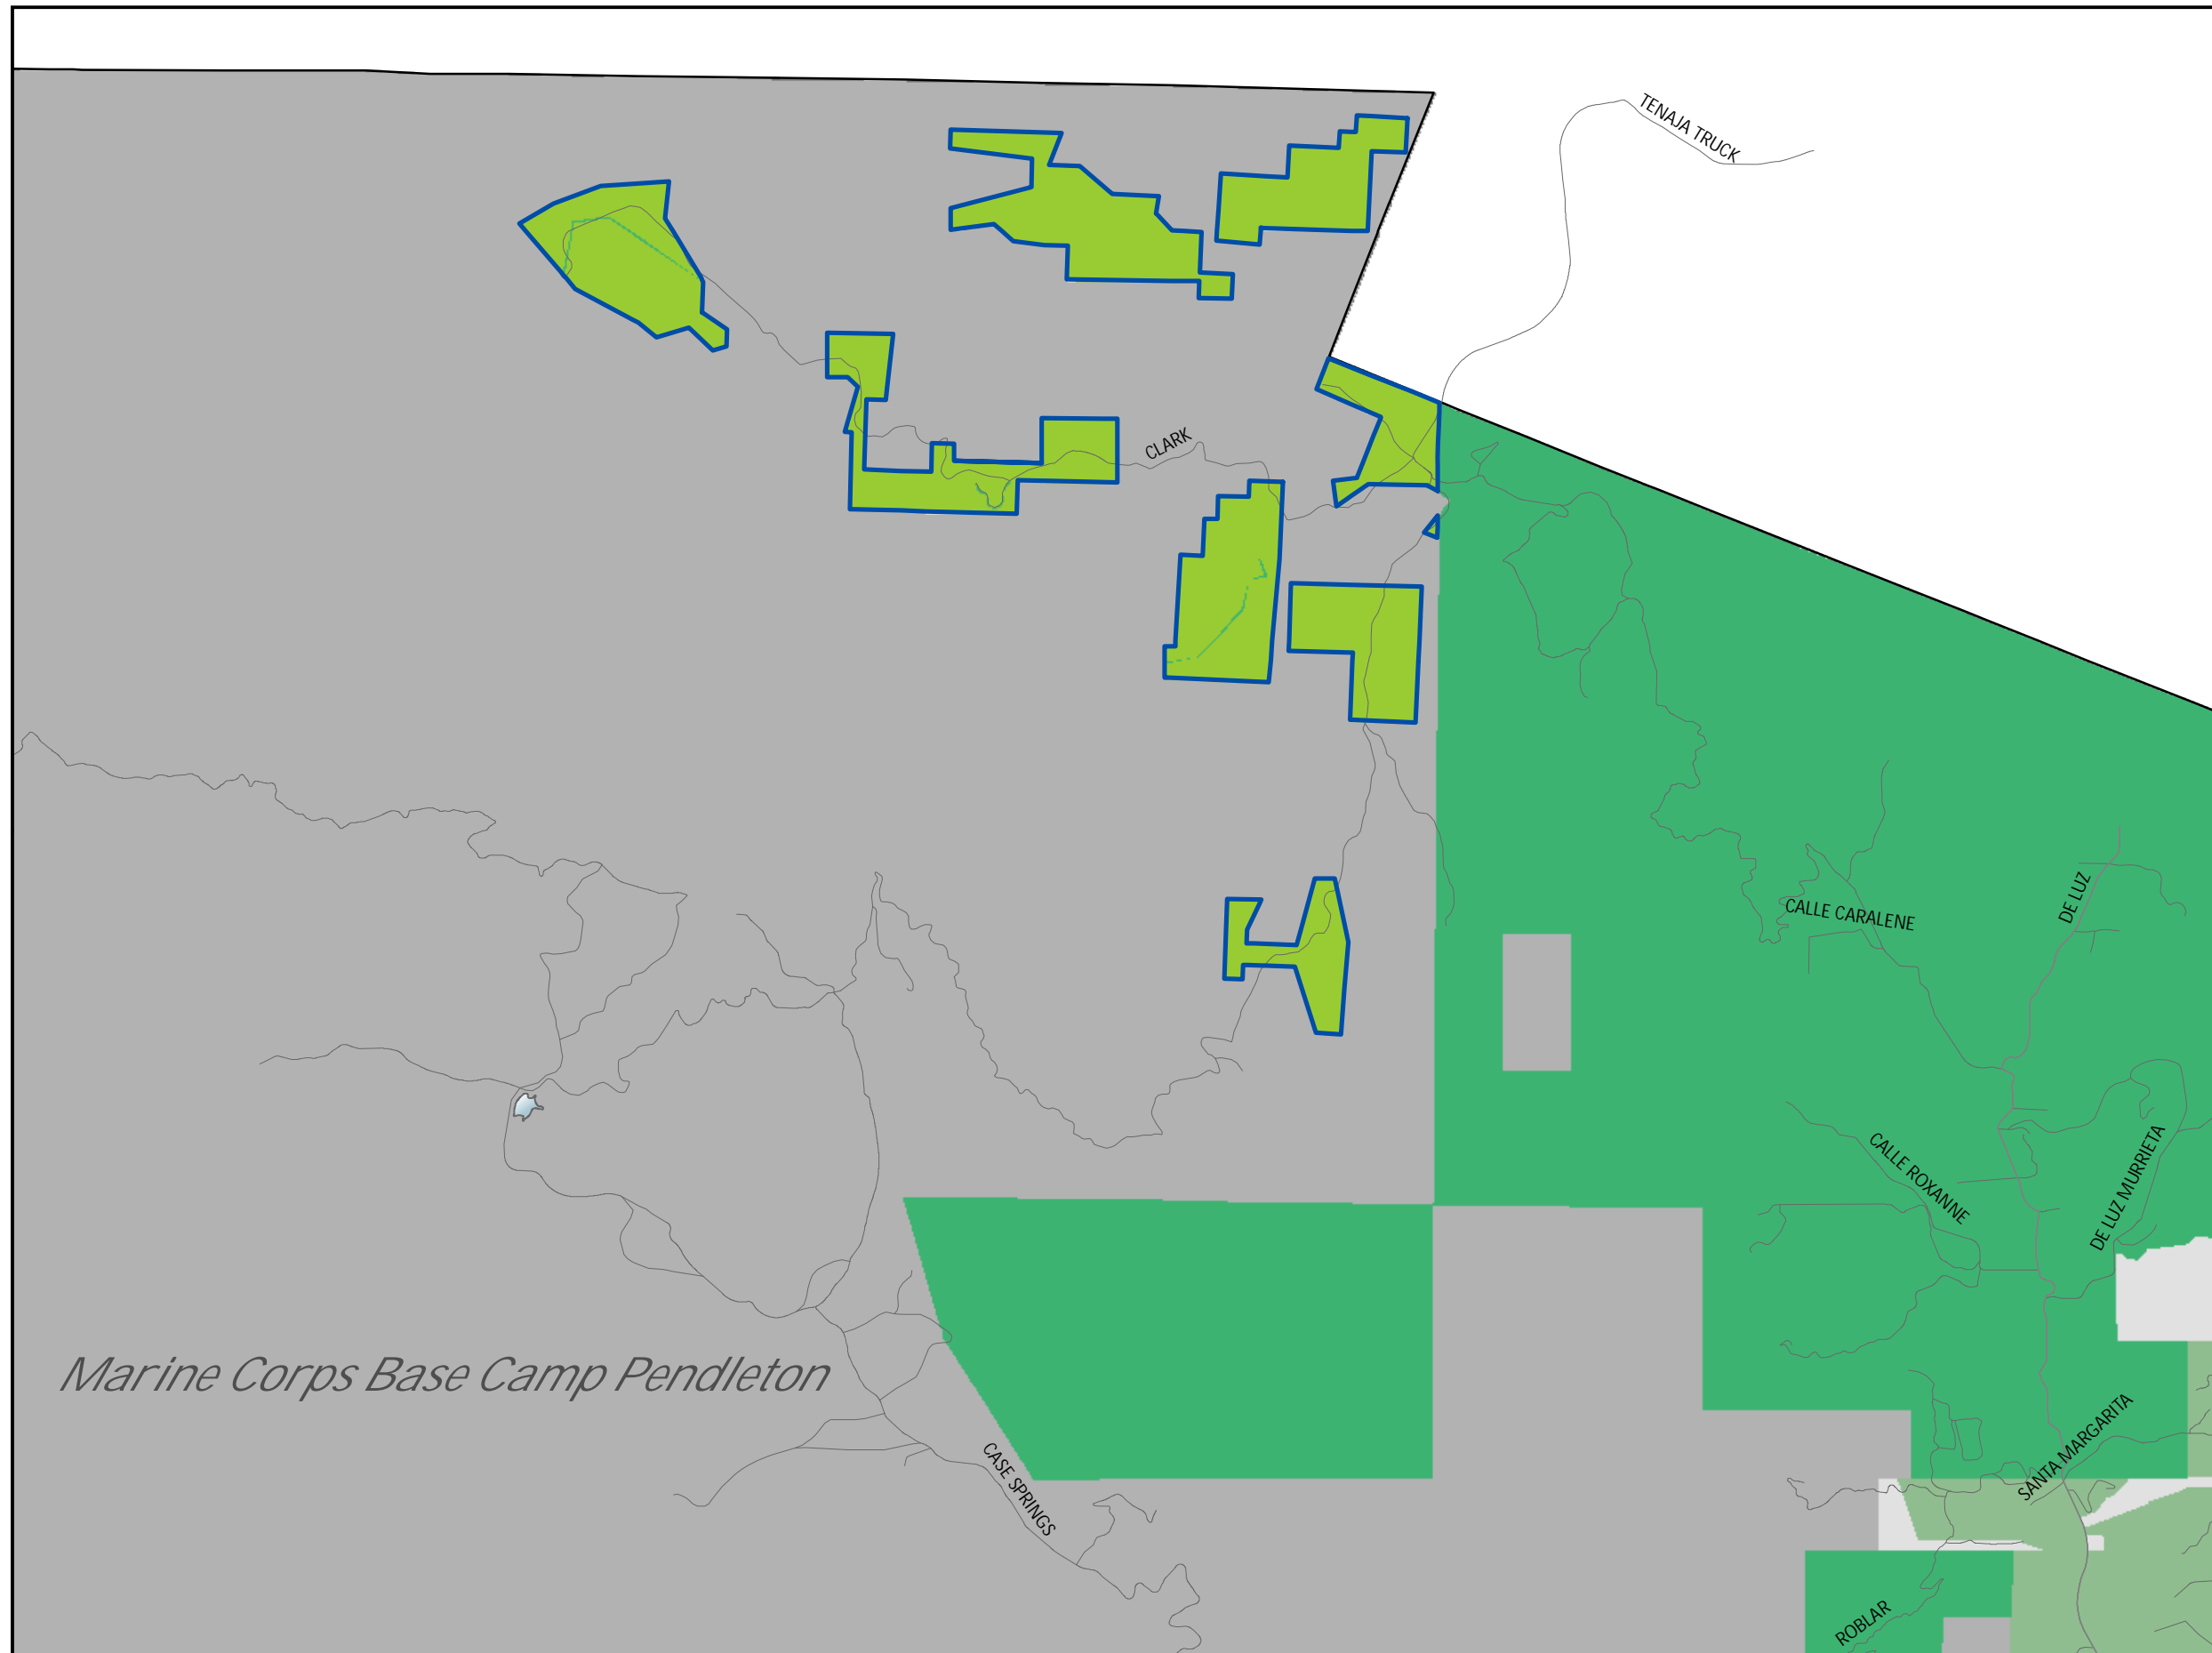 TENAJA TRUCK
CLARK
DE LUZ
CALLE CARALENE
CALLE ROXANNE
DE LUZ MURRIETA
Marine Corps Base Camp Pendleton
SANTA MARGARITA
CASE SPRINGS
ROBLAR